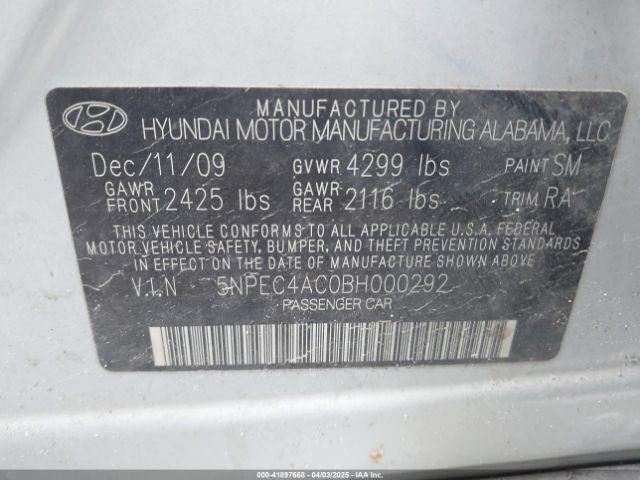 MANUFACTURED BY
HYUNDAI MOTOR MANUFACTURING ALABAMA, LLC
Dec/11/09 GVWR 4299 lbs PAINT SM
GAWR FRONT 2425 lbs GAWR REAR 2116 lbs TRIM RA
THIS VEHICLE CONFORMS TO ALL APPLICABLE U.S.A. FEDERAL
MOTOR VEHICLE SAFETY, BUMPER, AND THEFT PREVENTION
STANDARDS IN EFFECT ON THE DATE OF MANUFACTURE SHOWN ABOVE.
V.I.N 5NPEC4AC0BH000292
PASSENGER CAR
000-41897668 - 04/03/2025 - IAAI.COM